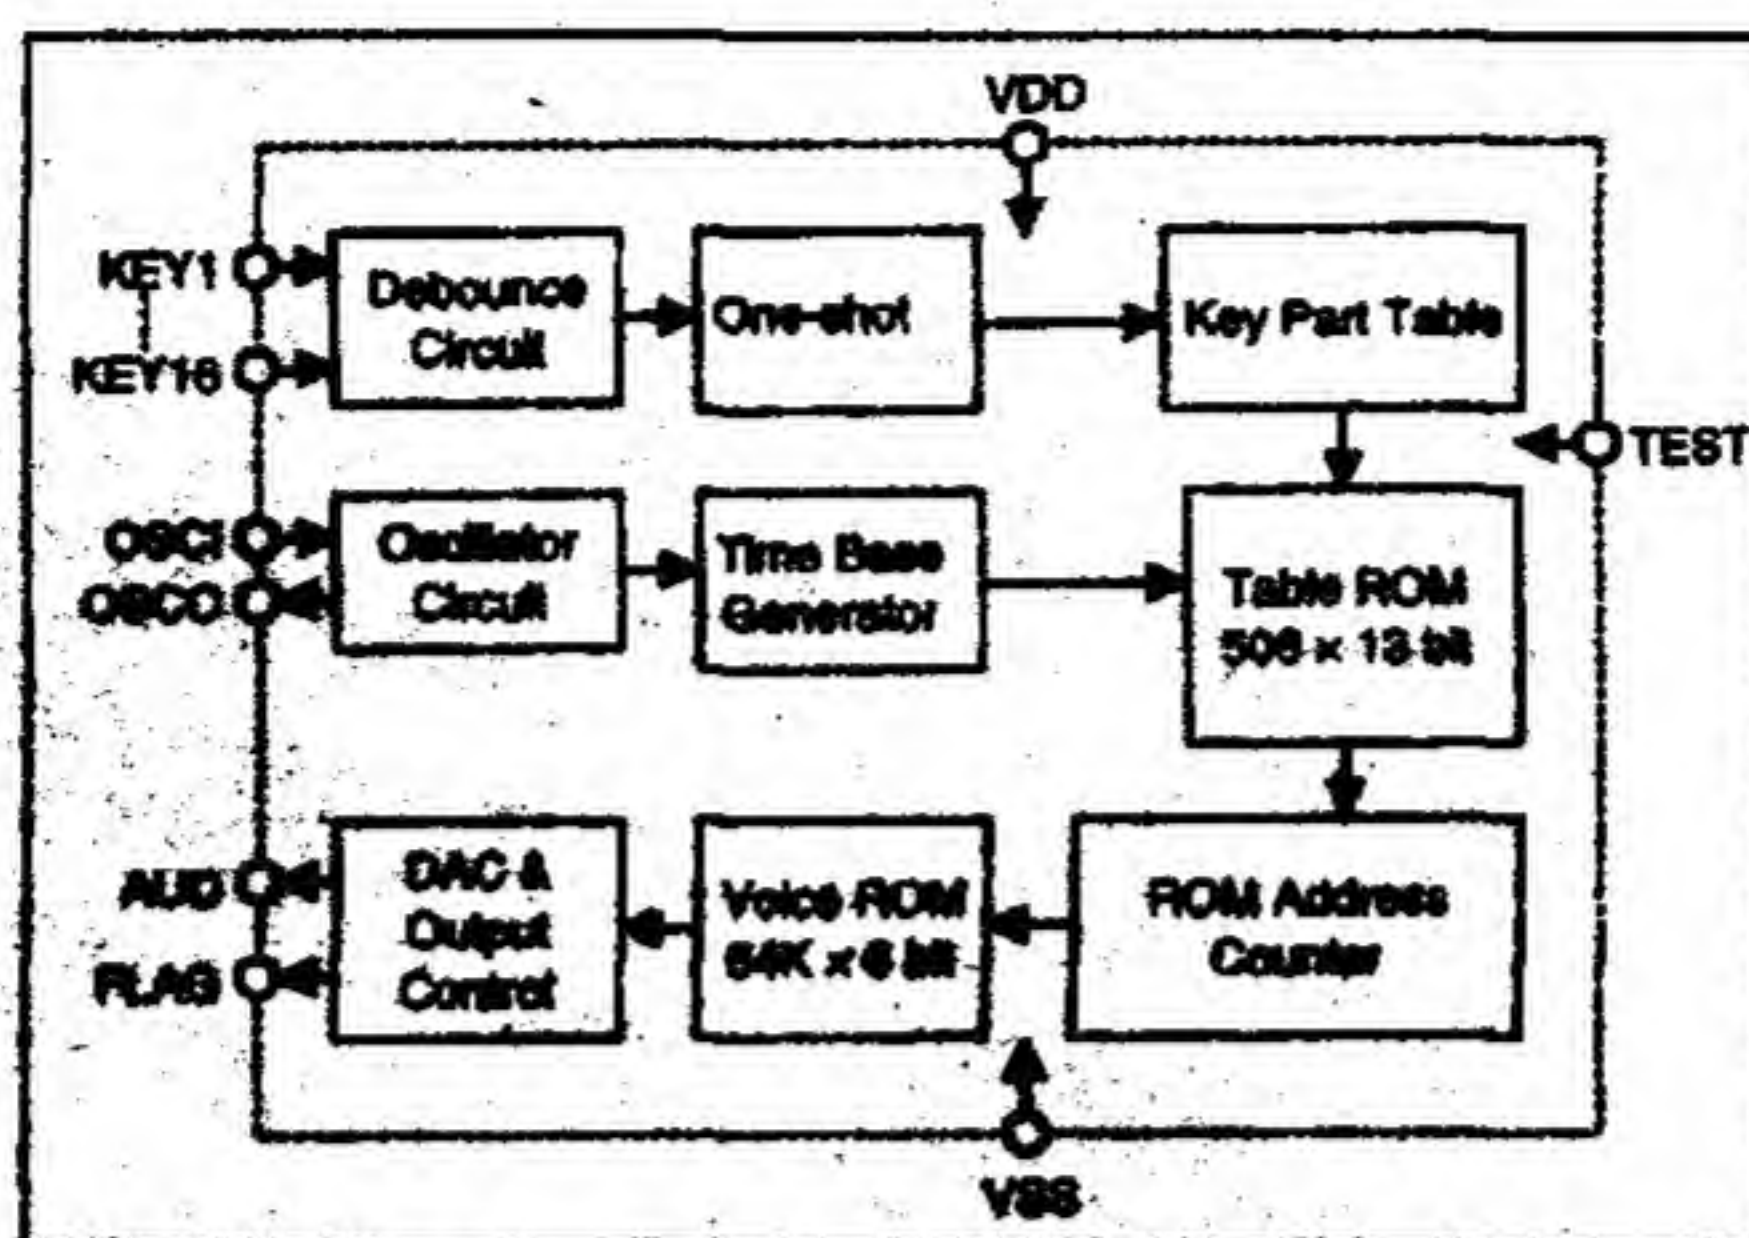 VDD
KEY1
KEY16
Debounce
Circuit
One-shot
Key Part Table
TEST
OSCI
OSCO
Oscillator
Circuit
Time Base
Generator
Table ROM
506 × 13 bit
AUD
FLAG
DAC &
Output
Control
Voice ROM
64K × 6 bit
ROM Address
Counter
VSS